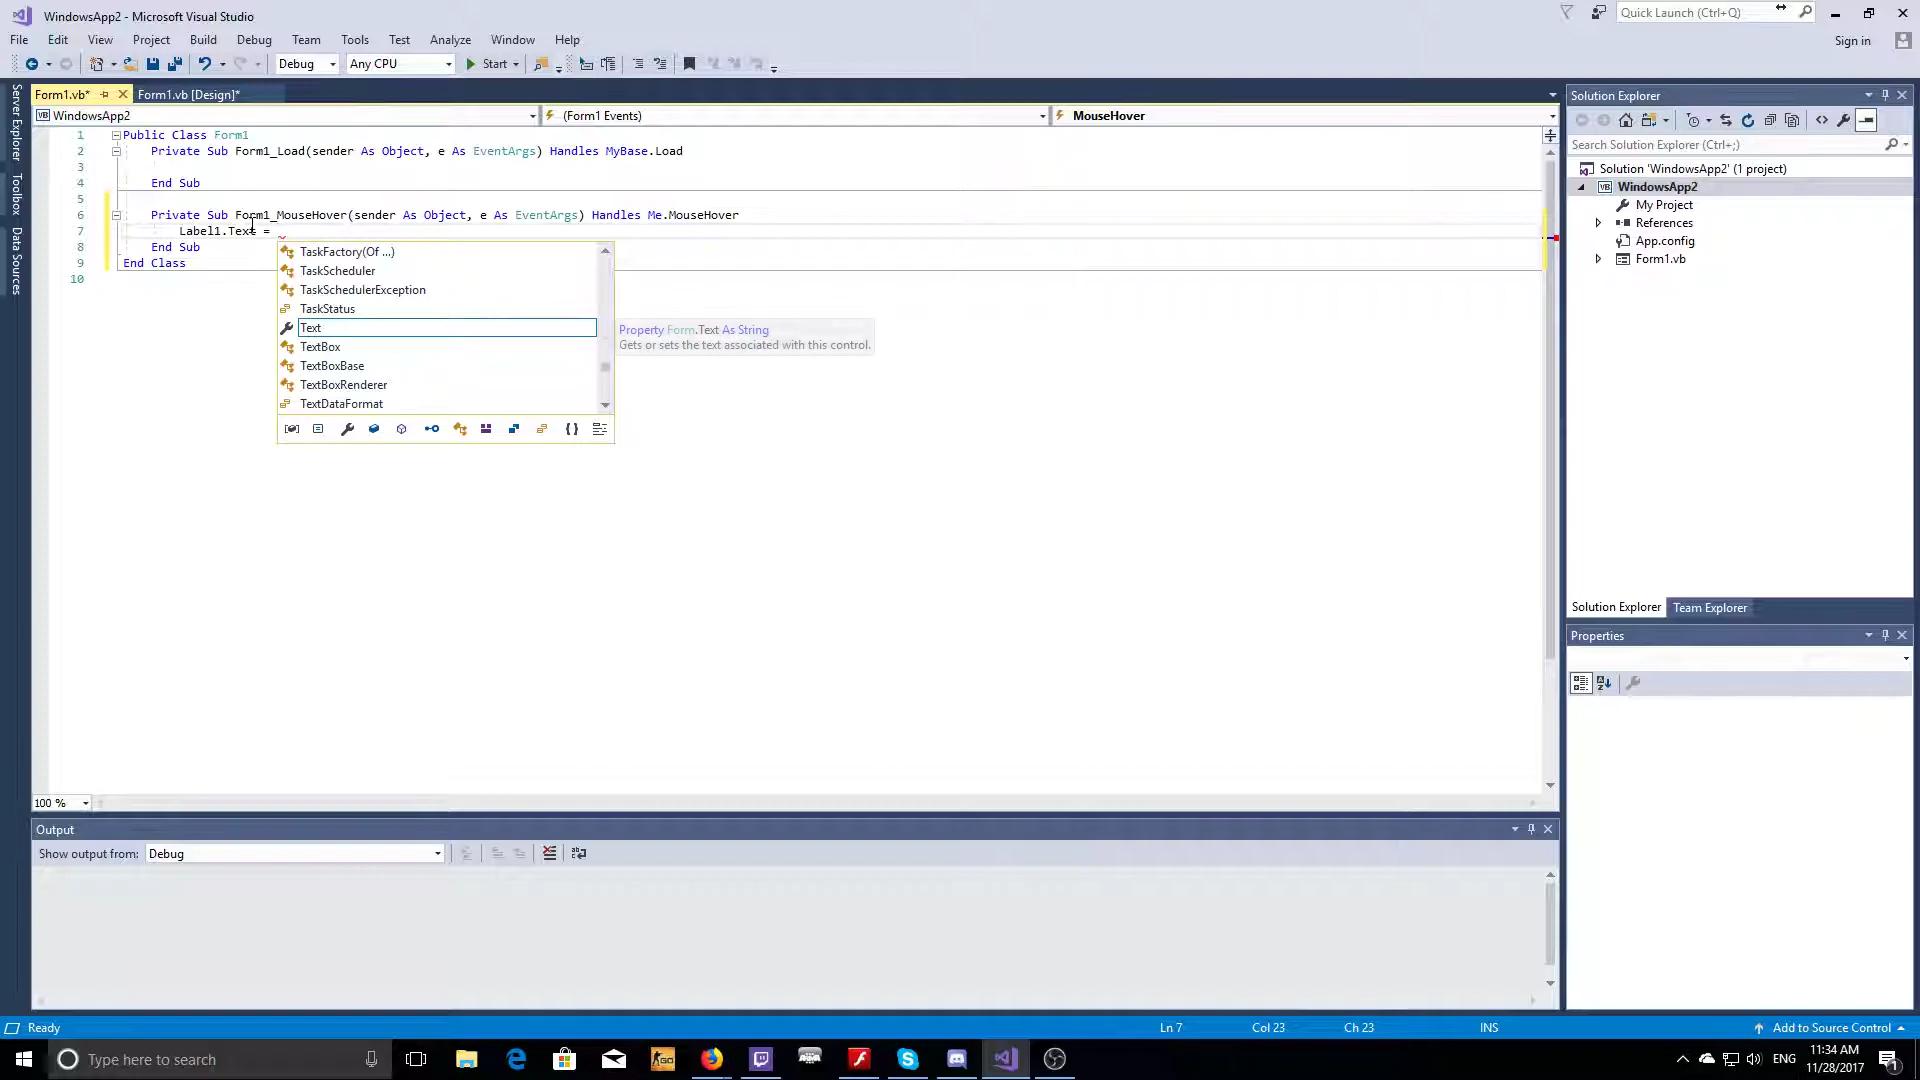 WindowsApp2 - Microsoft Visual Studio
Quick Launch (Ctrl+Q)
File Edit View Project Build Debug Team Tools Test Analyze Window Help
Sign in
Debug Any CPU Start
Server Explorer
Toolbox
Data Sources
Form1.vb* Form1.vb [Design]*
WindowsApp2 (Form1 Events) MouseHover
1 Public Class Form1
2 Private Sub Form1_Load(sender As Object, e As EventArgs) Handles MyBase.Load
3
4 End Sub
5
6 Private Sub Form1_MouseHover(sender As Object, e As EventArgs) Handles Me.MouseHover
7 Label1.Text =
8 End Sub
9 End Class
10
TaskFactory(Of ...)
TaskScheduler
TaskSchedulerException
TaskStatus
Text
TextBox
TextBoxBase
TextBoxRenderer
TextDataFormat
Property Form.Text As String
Gets or sets the text associated with this control.
100 %
Output
Show output from: Debug
Solution Explorer
Search Solution Explorer (Ctrl+;)
Solution 'WindowsApp2' (1 project)
VB WindowsApp2
My Project
References
App.config
Form1.vb
Solution Explorer Team Explorer
Properties
Ready Ln 7 Col 23 Ch 23 INS Add to Source Control
Type here to search
ENG
11:34 AM
11/28/2017
1